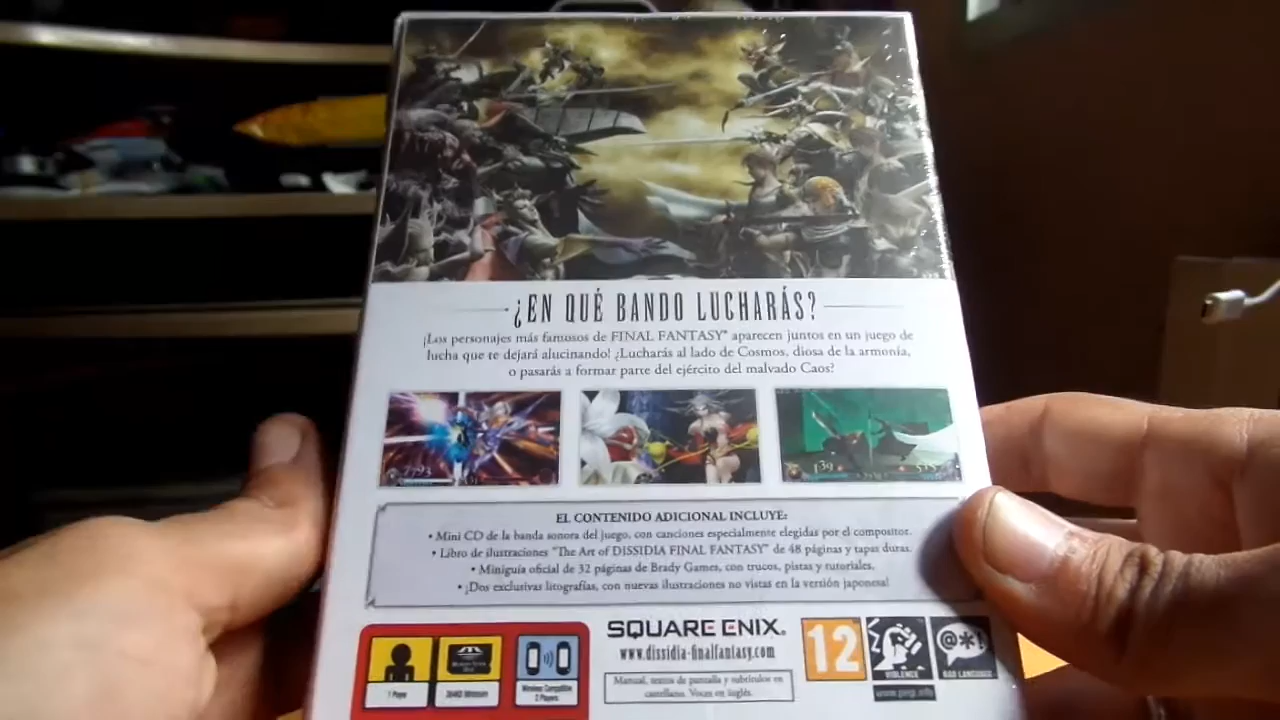 ¿EN QUÉ BANDO LUCHARÁS?
¡Los personajes más famosos de FINAL FANTASY® aparecen juntos en un juego de
lucha que te dejará alucinando! ¿Lucharás al lado de Cosmos, diosa de la armonía,
o pasarás a formar parte del ejército del malvado Caos?
7793
139
515
EL CONTENIDO ADICIONAL INCLUYE:
• Mini CD de la banda sonora del juego, con canciones especialmente elegidas por el compositor.
• Libro de ilustraciones "The Art of DISSIDIA FINAL FANTASY" de 48 páginas y tapas duras.
• Miniguía oficial de 32 páginas de Brady Games, con trucos, pistas y tutoriales.
• ¡Dos exclusivas litografías, con nuevas ilustraciones no vistas en la versión japonesa!
SQUARE ENIX®
www.dissidia-finalfantasy.com
Manual, textos de pantalla y subtítulos en
castellano. Voces en inglés.
1 Player
Wireless Compatible
2 Players
12
VIOLENCE
@*!
BAD LANGUAGE
www.pegi.info